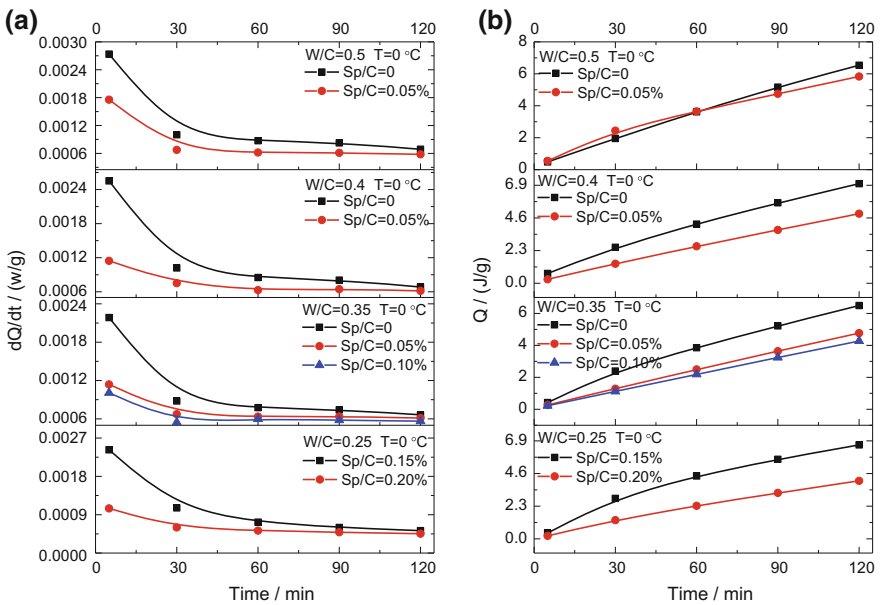 (a)
(b)
0 30 60 90 120
0 30 60 90 120
0.0030
0.0024
0.0018
0.0012
0.0006
W/C=0.5 T=0 °C
Sp/C=0
Sp/C=0.05%
0.0024
0.0018
0.0012
0.0006
W/C=0.4 T=0 °C
Sp/C=0
Sp/C=0.05%
0.0024
0.0018
0.0012
0.0006
W/C=0.35 T=0 °C
Sp/C=0
Sp/C=0.05%
Sp/C=0.10%
0.0027
0.0018
0.0009
0.0000
W/C=0.25 T=0 °C
Sp/C=0.15%
Sp/C=0.20%
dQ/dt / (w/g)
0 30 60 90 120
Time / min
8
6
4
2
0
W/C=0.5 T=0 °C
Sp/C=0
Sp/C=0.05%
6.9
4.6
2.3
0.0
W/C=0.4 T=0 °C
Sp/C=0
Sp/C=0.05%
6
4
2
0
W/C=0.35 T=0 °C
Sp/C=0
Sp/C=0.05%
Sp/C=0.10%
6.9
4.6
2.3
0.0
W/C=0.25 T=0 °C
Sp/C=0.15%
Sp/C=0.20%
Q / (J/g)
0 30 60 90 120
Time / min